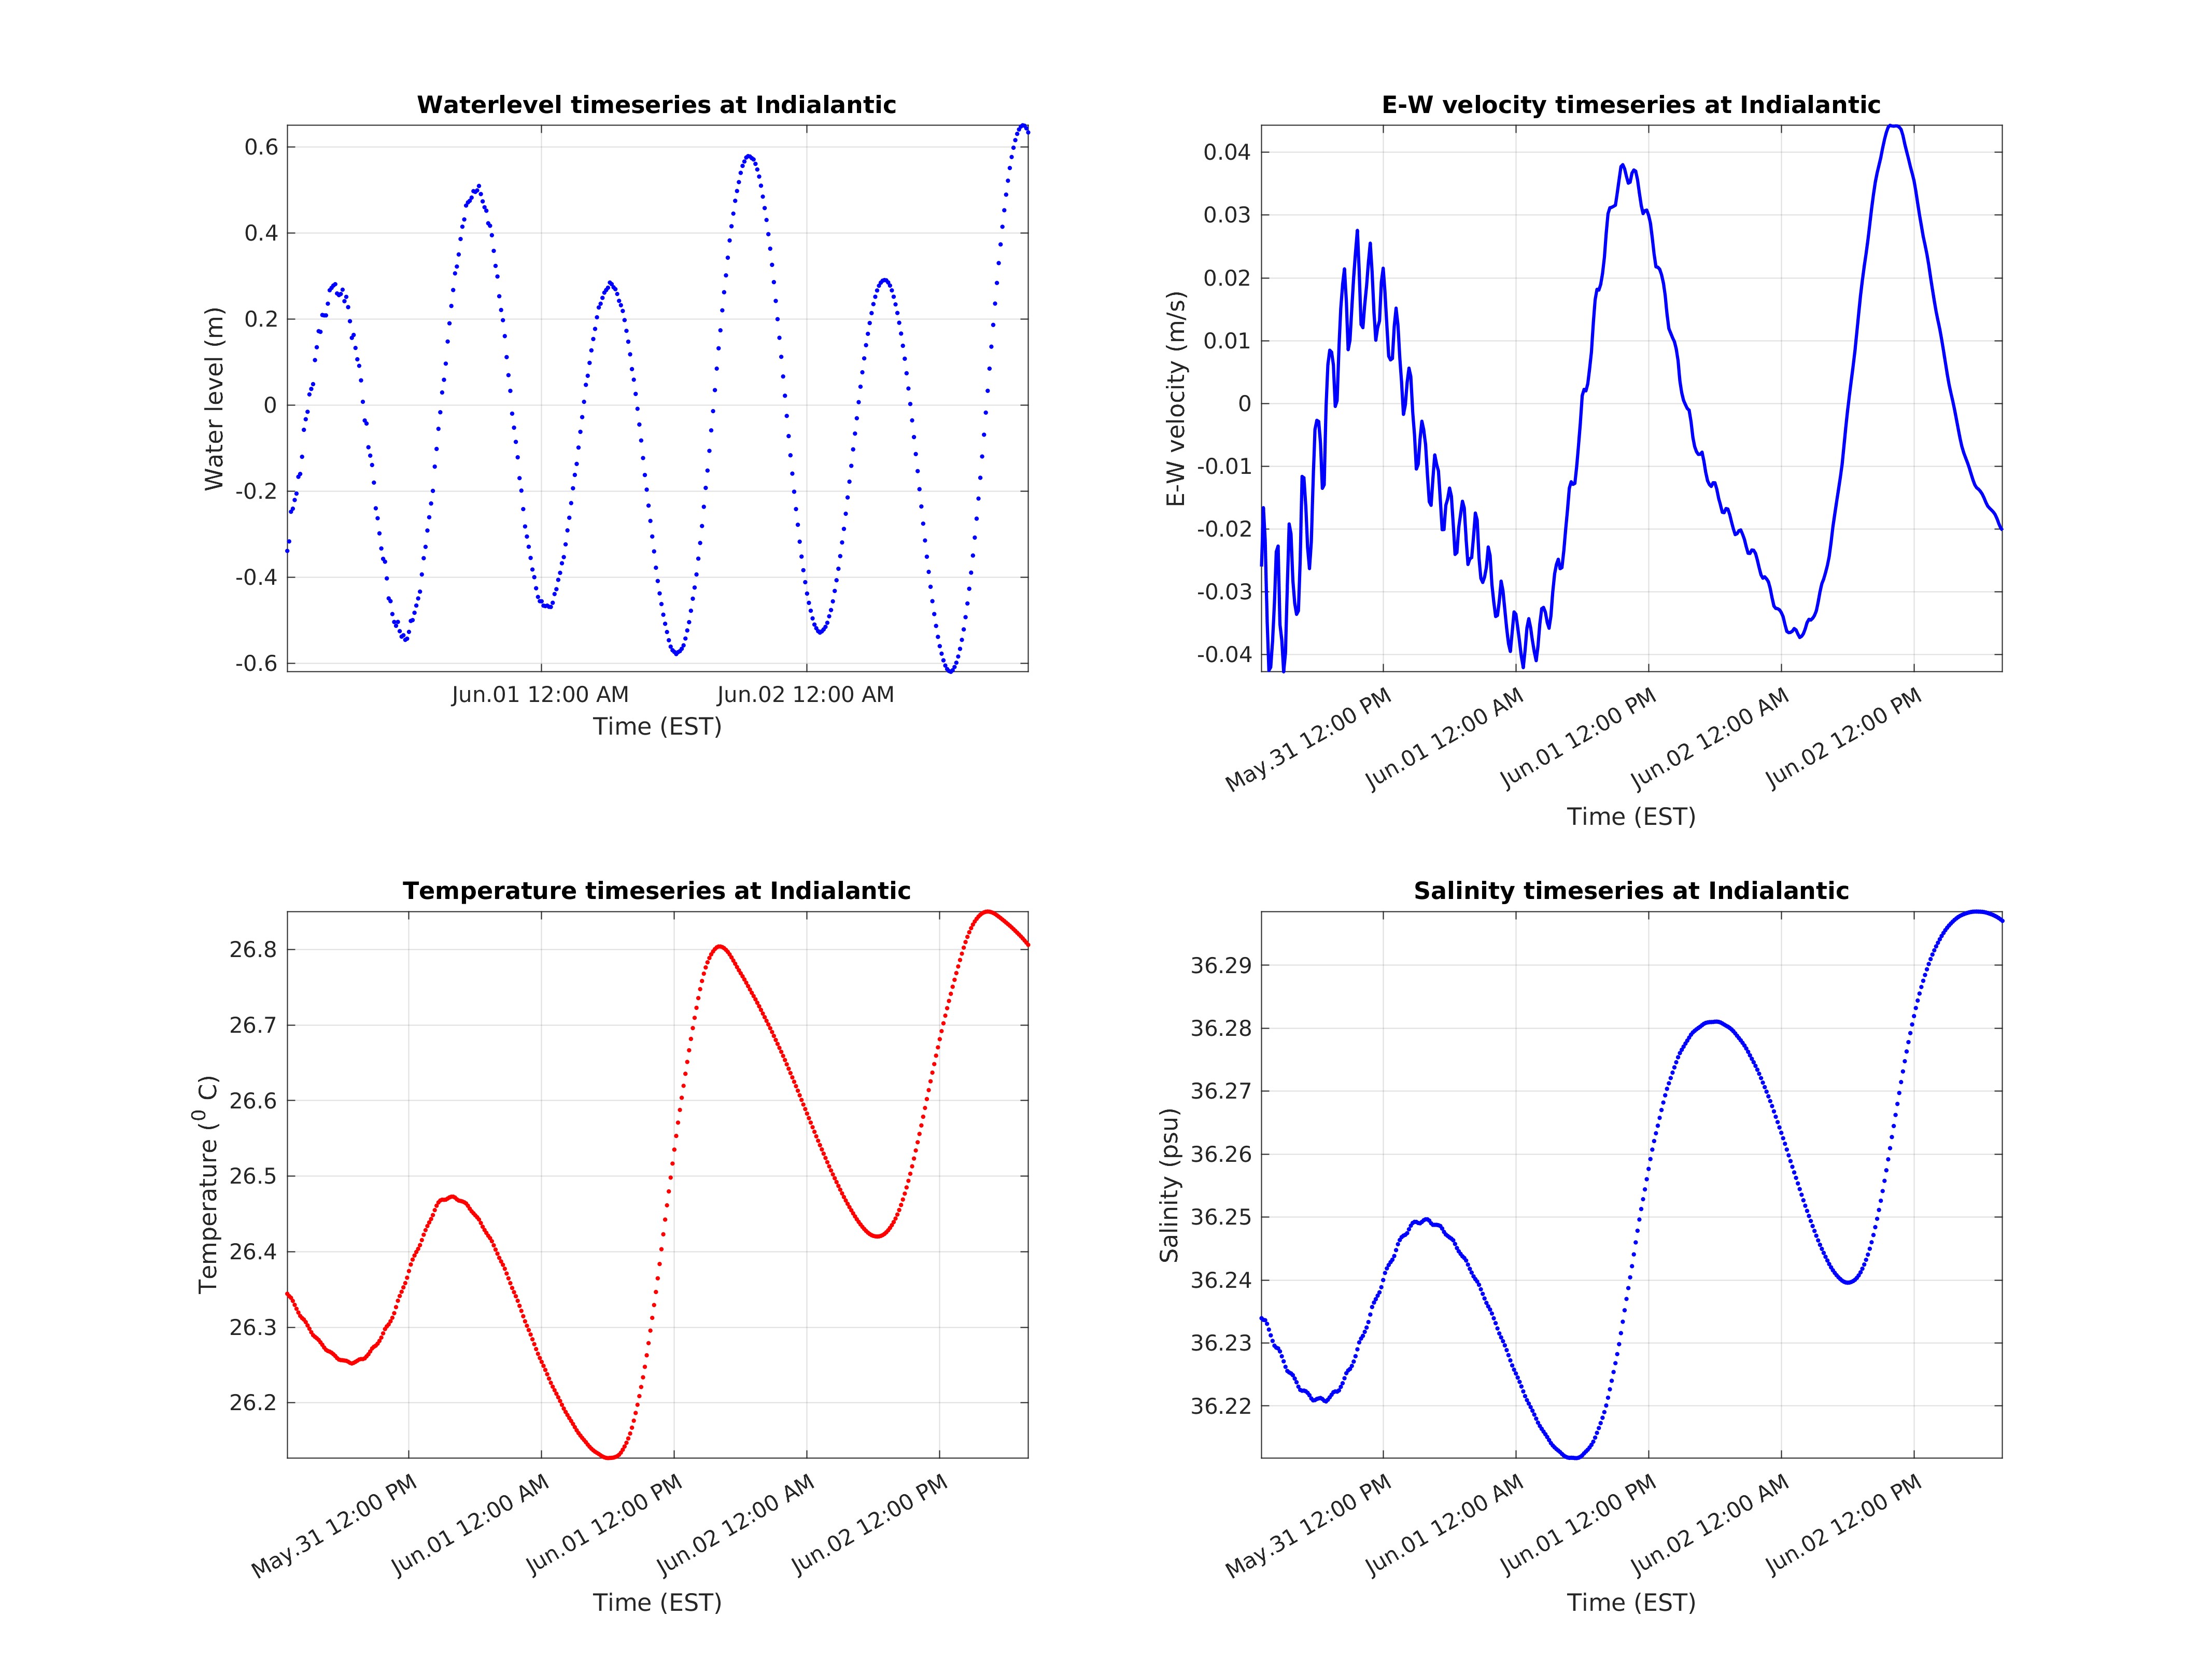 Waterlevel timeseries at Indialantic
0.6
0.4
0.2
0
-0.2
-0.4
-0.6
Water level (m)
Jun.01 12:00 AM
Jun.02 12:00 AM
Time (EST)
E-W velocity timeseries at Indialantic
0.04
0.03
0.02
0.01
0
-0.01
-0.02
-0.03
-0.04
E-W velocity (m/s)
May.31 12:00 PM
Jun.01 12:00 AM
Jun.01 12:00 PM
Jun.02 12:00 AM
Jun.02 12:00 PM
Time (EST)
Temperature timeseries at Indialantic
26.8
26.7
26.6
26.5
26.4
26.3
26.2
Temperature (⁰ C)
May.31 12:00 PM
Jun.01 12:00 AM
Jun.01 12:00 PM
Jun.02 12:00 AM
Jun.02 12:00 PM
Time (EST)
Salinity timeseries at Indialantic
36.29
36.28
36.27
36.26
36.25
36.24
36.23
36.22
Salinity (psu)
May.31 12:00 PM
Jun.01 12:00 AM
Jun.01 12:00 PM
Jun.02 12:00 AM
Jun.02 12:00 PM
Time (EST)